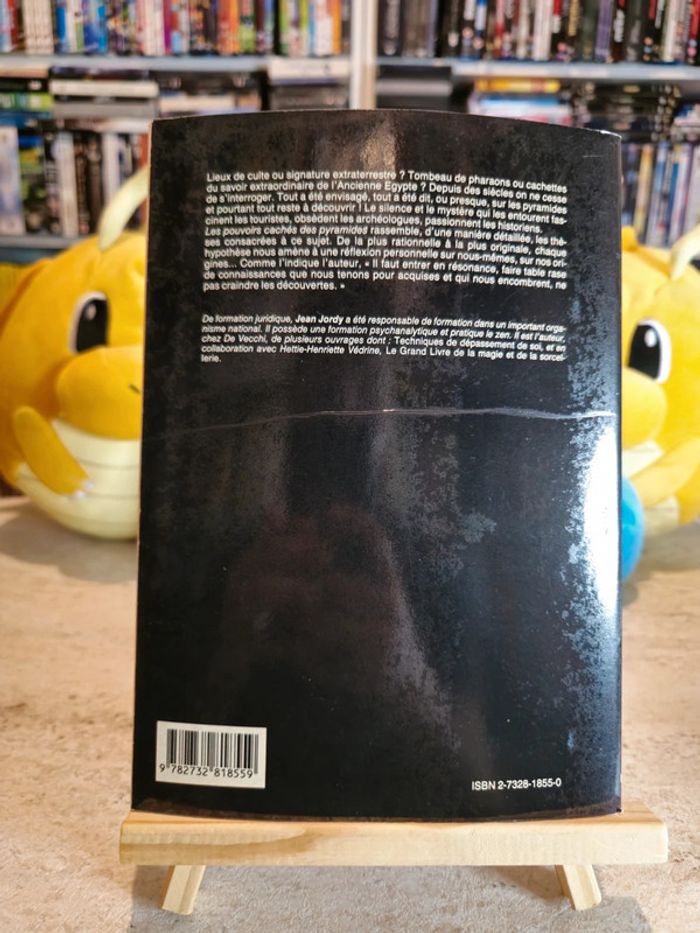 Lieux de culte ou signature extraterrestre ? Tombeau de pharaons ou cachettes
du savoir extraordinaire de l'Ancienne Egypte ? Depuis des siècles on ne cesse
de s'interroger. Tout a été envisagé, tout a été dit, ou presque, sur les pyramides
et pourtant tout reste à découvrir ! Le silence et le mystère qui les entourent fas-
cinent les touristes, obsèdent les archéologues, passionnent les historiens.
Les pouvoirs cachés des pyramides rassemble, d'une manière détaillée, les thè-
ses consacrées à ce sujet. De la plus rationnelle à la plus originale, chaque
hypothèse nous amène à une réflexion personnelle sur nous-mêmes, sur nos ori-
gines... Comme l'indique l'auteur, « Il faut entrer en résonance, faire table rase
de connaissances que nous tenons pour acquises et qui nous encombrent, ne
pas craindre les découvertes. »
De formation juridique, Jean Jordy a été responsable de formation dans un important orga-
nisme national. Il possède une formation psychanalytique et pratique le zen. Il est l'auteur,
chez De Vecchi, de plusieurs ouvrages dont : Techniques de dépassement de soi, et en
collaboration avec Hettie-Henriette Védrine, Le Grand Livre de la magie et de la sorcel-
lerie.
9 782732 818559
ISBN 2-7328-1855-0